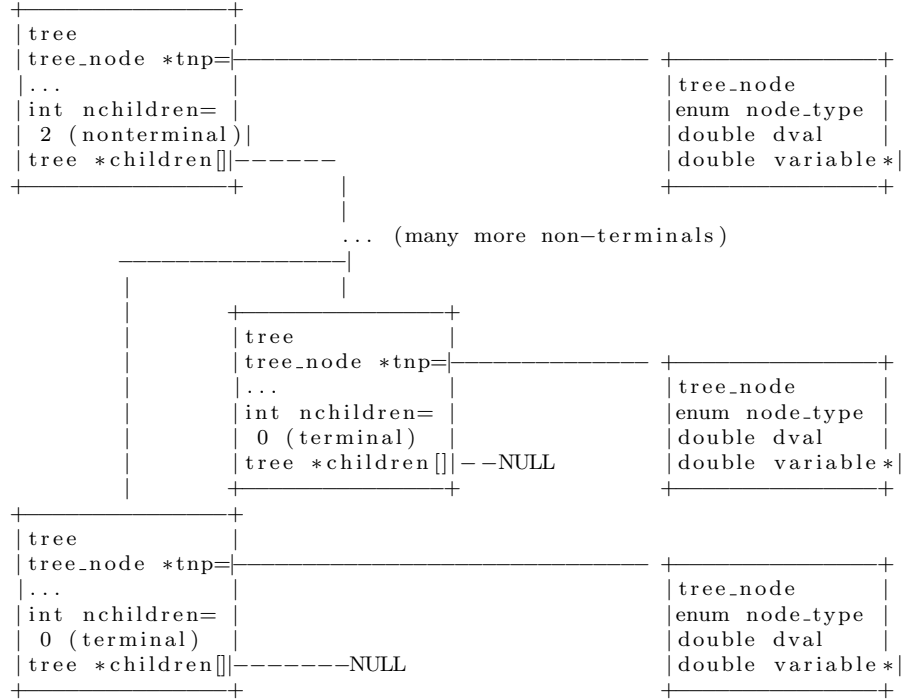 +---------------+
|tree |
|tree_node *tnp=|----------------------------- +---------------+
|... | |tree_node |
|int nchildren= | |enum node_type |
| 2 (nonterminal)| |double dval |
|tree *children[]|------ |double variable*|
+---------------+ | +---------------+
|
... (many more non-terminals)
----------------|
| |
| +---------------+
| |tree |
| |tree_node *tnp=|-------------- +---------------+
| |... | |tree_node |
| |int nchildren= | |enum node_type |
| | 0 (terminal) | |double dval |
| |tree *children[]|--NULL |double variable*|
| +---------------+ +---------------+
+---------------+
|tree |
|tree_node *tnp=|----------------------------- +---------------+
|... | |tree_node |
|int nchildren= | |enum node_type |
| 0 (terminal) | |double dval |
|tree *children[]|-------NULL |double variable*|
+---------------+ +---------------+